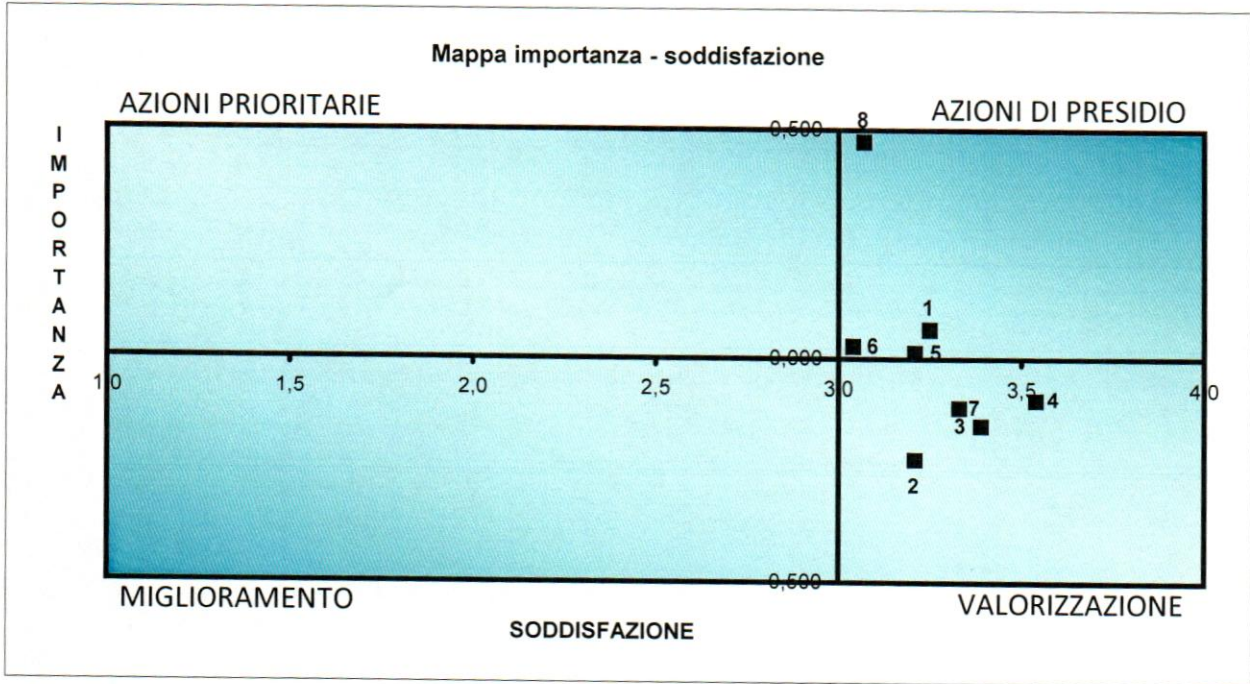 Mappa importanza - soddisfazione
AZIONI PRIORITARIE
AZIONI DI PRESIDIO
IMPORTANZA
0,500
8
1
6
5
0,000
1,0
1,5
2,0
2,5
3,0
3,5
4,0
7
4
3
2
0,500
MIGLIORAMENTO
VALORIZZAZIONE
SODDISFAZIONE